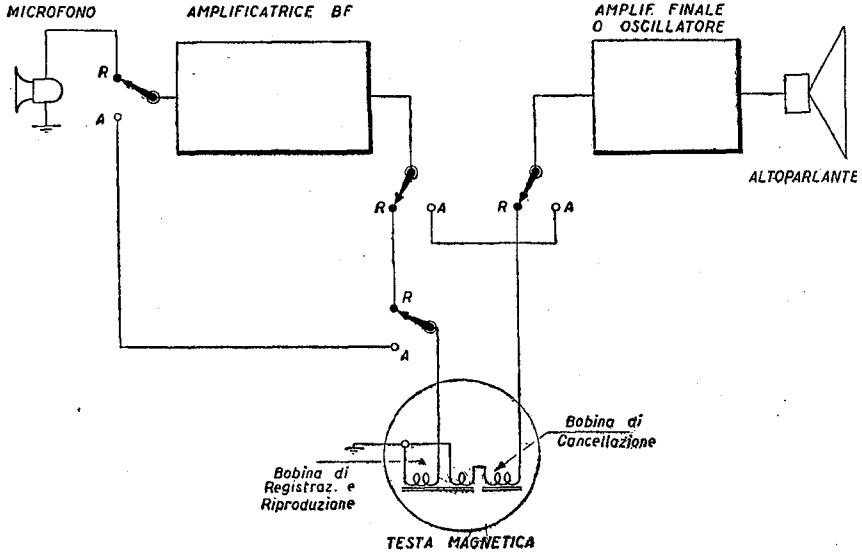 MICROFONO
AMPLIFICATRICE BF
AMPLIF. FINALE
O OSCILLATORE
R
A
ALTOPARLANTE
R
A
R
A
R
A
Bobina di
Cancellazione
Bobina di
Registraz. e
Riproduzione
TESTA MAGNETICA